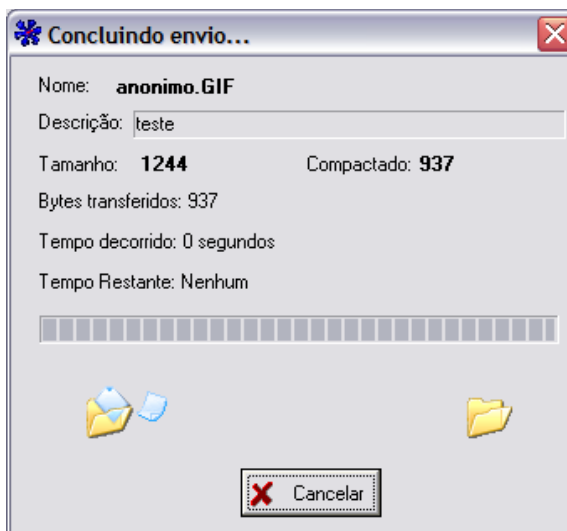 Concluindo envio...
Nome: anonimo.GIF
Descrição: teste
Tamanho: 1244 Compactado: 937
Bytes transferidos: 937
Tempo decorrido: 0 segundos
Tempo Restante: Nenhum
Cancelar